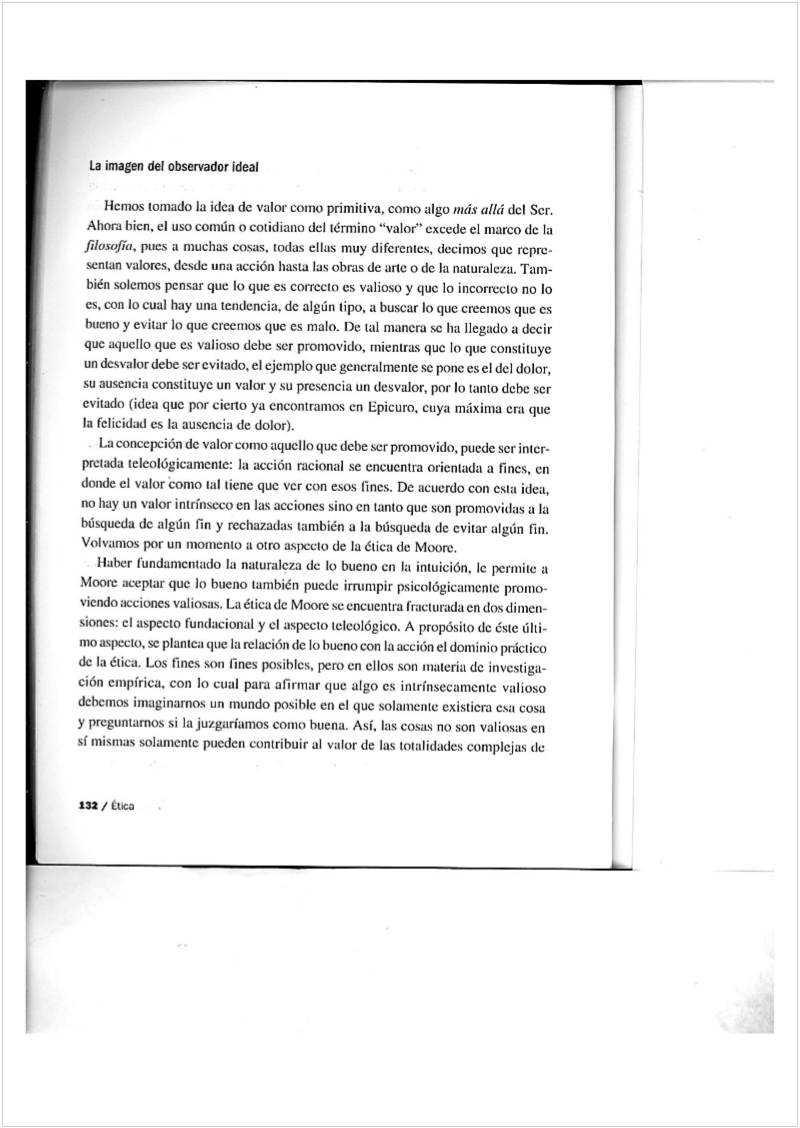 La imagen del observador ideal
Hemos tomado la idea de valor como primitiva, como algo más allá del Ser.
Ahora bien, el uso común o cotidiano del término “valor” excede el marco de la
filosofía, pues a muchas cosas, todas ellas muy diferentes, decimos que repre-
sentan valores, desde una acción hasta las obras de arte o de la naturaleza. Tam-
bién solemos pensar que lo que es correcto es valioso y que lo incorrecto no lo
es, con lo cual hay una tendencia, de algún tipo, a buscar lo que creemos que es
bueno y evitar lo que creemos que es malo. De tal manera se ha llegado a decir
que aquello que es valioso debe ser promovido, mientras que lo que constituye
un desvalor debe ser evitado, el ejemplo que generalmente se pone es el del dolor,
su ausencia constituye un valor y su presencia un desvalor, por lo tanto debe ser
evitado (idea que por cierto ya encontramos en Epicuro, cuya máxima era que
la felicidad es la ausencia de dolor).
La concepción de valor como aquello que debe ser promovido, puede ser inter-
pretada teleológicamente: la acción racional se encuentra orientada a fines, en
donde el valor como tal tiene que ver con esos fines. De acuerdo con esta idea,
no hay un valor intrínseco en las acciones sino en tanto que son promovidas a la
búsqueda de algún fin y rechazadas también a la búsqueda de evitar algún fin.
Volvamos por un momento a otro aspecto de la ética de Moore.
Haber fundamentado la naturaleza de lo bueno en la intuición, le permite a
Moore aceptar que lo bueno también puede irrumpir psicológicamente promo-
viendo acciones valiosas. La ética de Moore se encuentra fracturada en dos dimen-
siones: el aspecto fundacional y el aspecto teleológico. A propósito de éste últi-
mo aspecto, se plantea que la relación de lo bueno con la acción el dominio práctico
de la ética. Los fines son fines posibles, pero en ellos son materia de investiga-
ción empírica, con lo cual para afirmar que algo es intrínsecamente valioso
debemos imaginarnos un mundo posible en el que solamente existiera esa cosa
y preguntarnos si la juzgaríamos como buena. Así, las cosas no son valiosas en
sí mismas solamente pueden contribuir al valor de las totalidades complejas de
132 / Ética